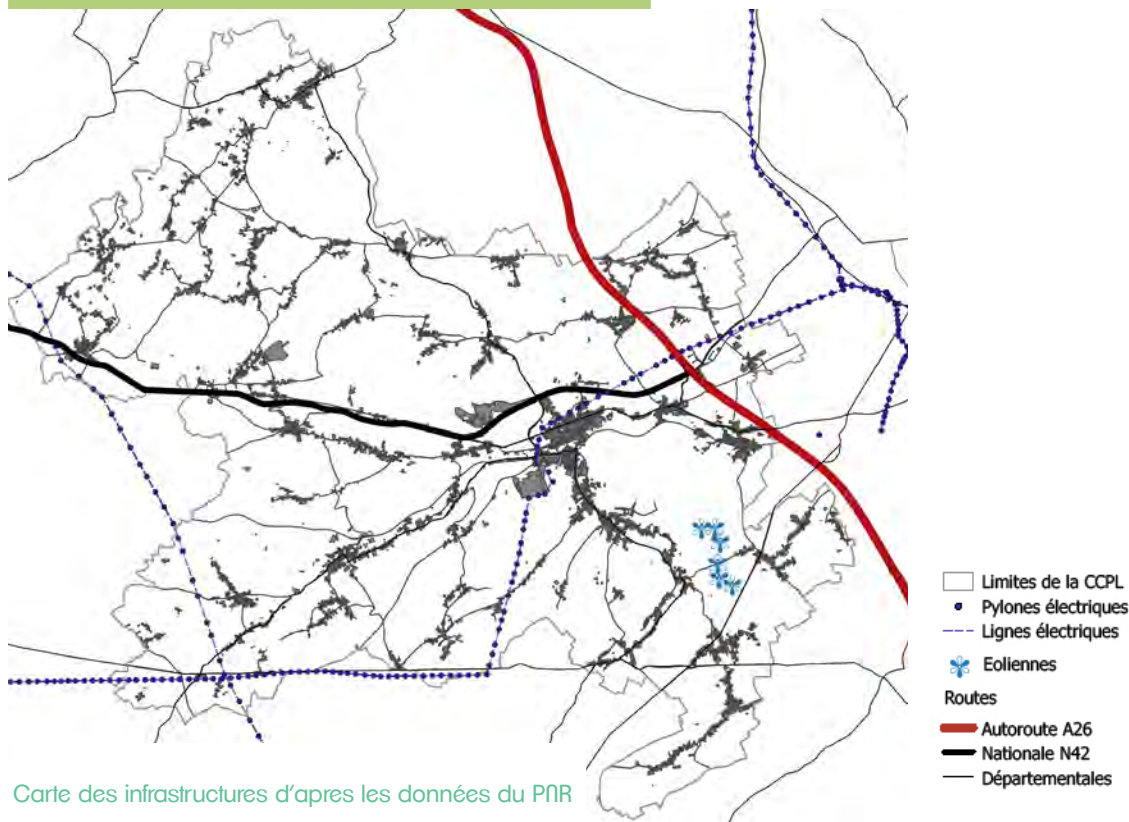 Limites de la CCPL
Pylones électriques
Lignes électriques
Eoliennes
Routes
Autoroute A26
Nationale N42
Départementales
Carte des infrastructures d'apres les données du PNR